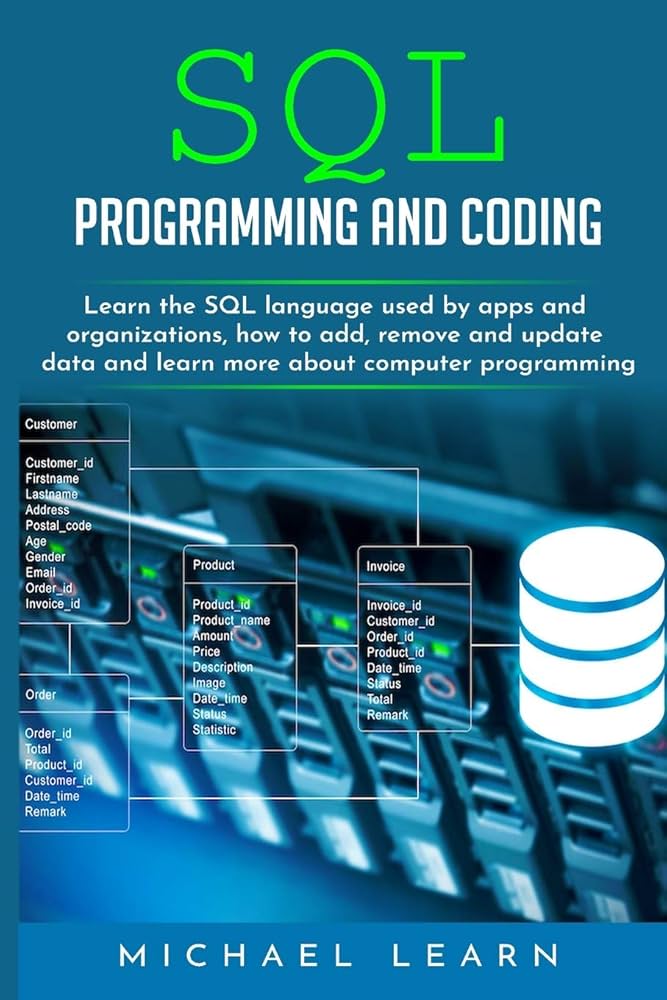 SQL
PROGRAMMING AND CODING
Learn the SQL language used by apps and
organizations, how to add, remove and update
data and learn more about computer programming
Customer
Customer_id
Firstname
Lastname
Address
Postal_code
Age
Gender
Email
Order_id
Invoice_id
Product
Product_id
Product_name
Amount
Price
Description
Image
Date_time
Status
Statistic
Invoice
Invoice_id
Customer_id
Order_id
Product_id
Date_time
Status
Total
Remark
Order
Order_id
Total
Product_id
Customer_id
Date_time
Remark
MICHAEL LEARN